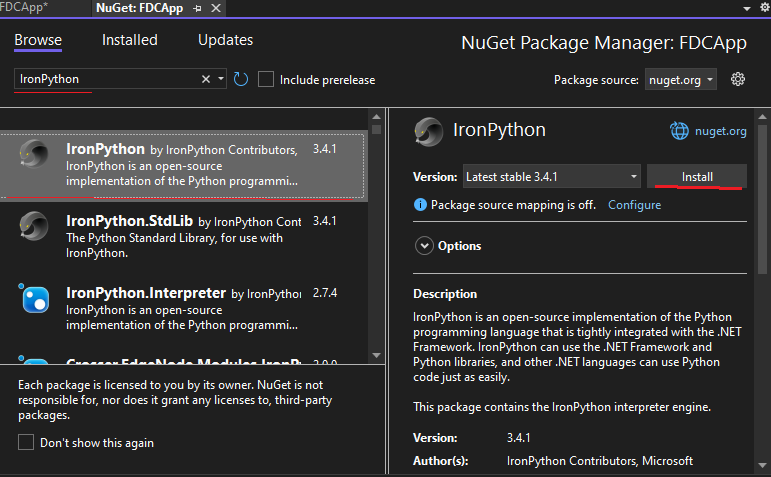 FDCApp*
NuGet: FDCApp
Browse
Installed
Updates
NuGet Package Manager: FDCApp
IronPython
Include prerelease
Package source:
nuget.org
IronPython by IronPython Contributors,
3.4.1
IronPython is an open-source
implementation of the Python programmi...
IronPython.StdLib by IronPython Cont
3.4.1
The Python Standard Library, for use with
IronPython.
IronPython.Interpreter by IronPython
2.7.4
IronPython is an open-source
implementation of the Python programmi...
Each package is licensed to you by its owner. NuGet is not
responsible for, nor does it grant any licenses to, third-party
packages.
Don't show this again
IronPython
nuget.org
Version:
Latest stable 3.4.1
Install
Package source mapping is off.
Configure
Options
Description
IronPython is an open-source implementation of the Python
programming language that is tightly integrated with the .NET
Framework. IronPython can use the .NET Framework and
Python libraries, and other .NET languages can use Python
code just as easily.
This package contains the IronPython interpreter engine.
Version:
3.4.1
Author(s):
IronPython Contributors, Microsoft